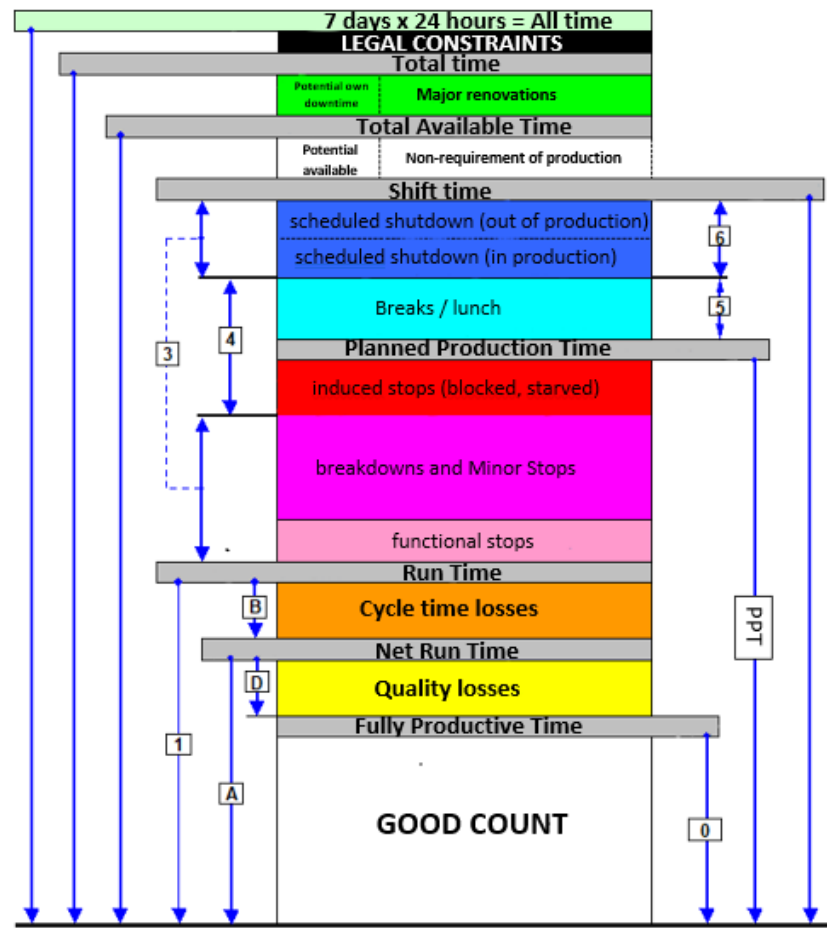 7 days x 24 hours = All time
LEGAL CONSTRAINTS
Total time
Potential own
downtime
Major renovations
Total Available Time
Potential
available
Non-requirement of production
Shift time
scheduled shutdown (out of production)
6
scheduled shutdown (in production)
Breaks / lunch
5
4
3
Planned Production Time
induced stops (blocked, starved)
breakdowns and Minor Stops
functional stops
Run Time
B
Cycle time losses
PPT
Net Run Time
D
Quality losses
Fully Productive Time
1
A
GOOD COUNT
0